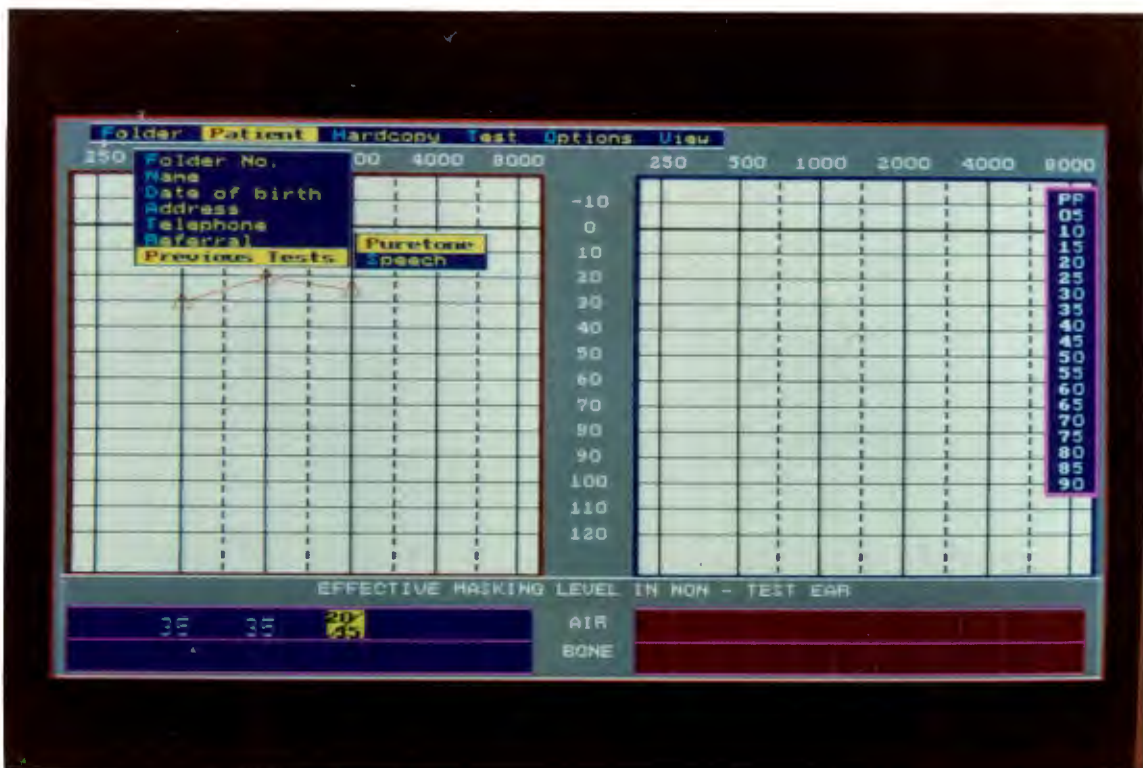 Folder Patient Hardcopy Test Options View
250 00 4000 8000
250 500 1000 2000 4000 8000
Folder No.
Name
Date of birth
Address
Telephone
Referral
Previous Tests
Puretone
Speech
-10
0
10
20
30
40
50
60
70
80
90
100
110
120
PP
05
10
15
20
25
30
35
40
45
50
55
60
65
70
75
80
85
90
EFFECTIVE MASKING LEVEL IN NON - TEST EAR
35 35 20/
AIR
BONE